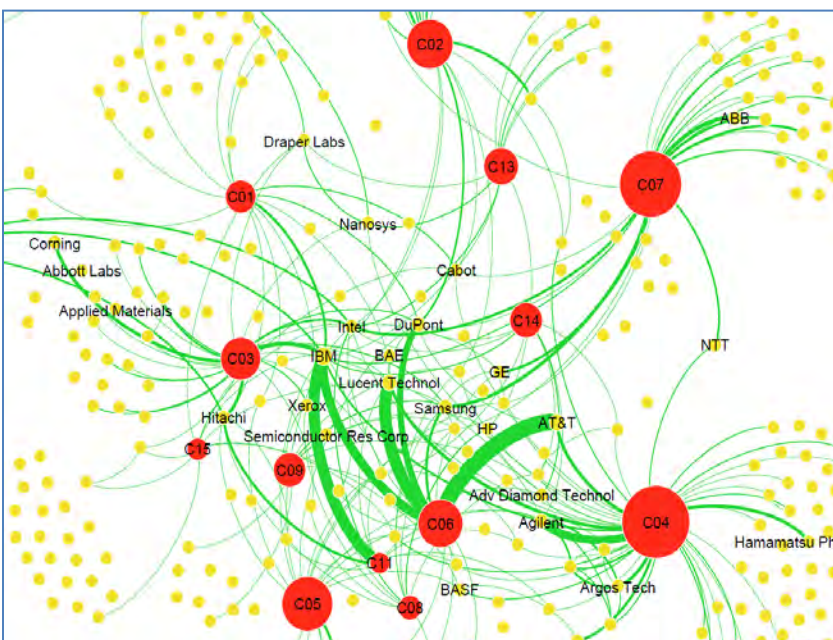 C02
ABB
Draper Labs
C13
C07
C01
Nanosys
Corning
Abbott Labs
Cabot
Applied Materials
Intel
DuPont
C14
C03
IBM
BAE
NTT
Lucent Technol
GE
Xerox
Samsung
Hitachi
HP
AT&T
Semiconductor Res Corp
C15
C09
Adv Diamond Technol
C06
Agilent
C04
Hamamatsu Ph
C11
BASF
Argos Tech
C05
C08